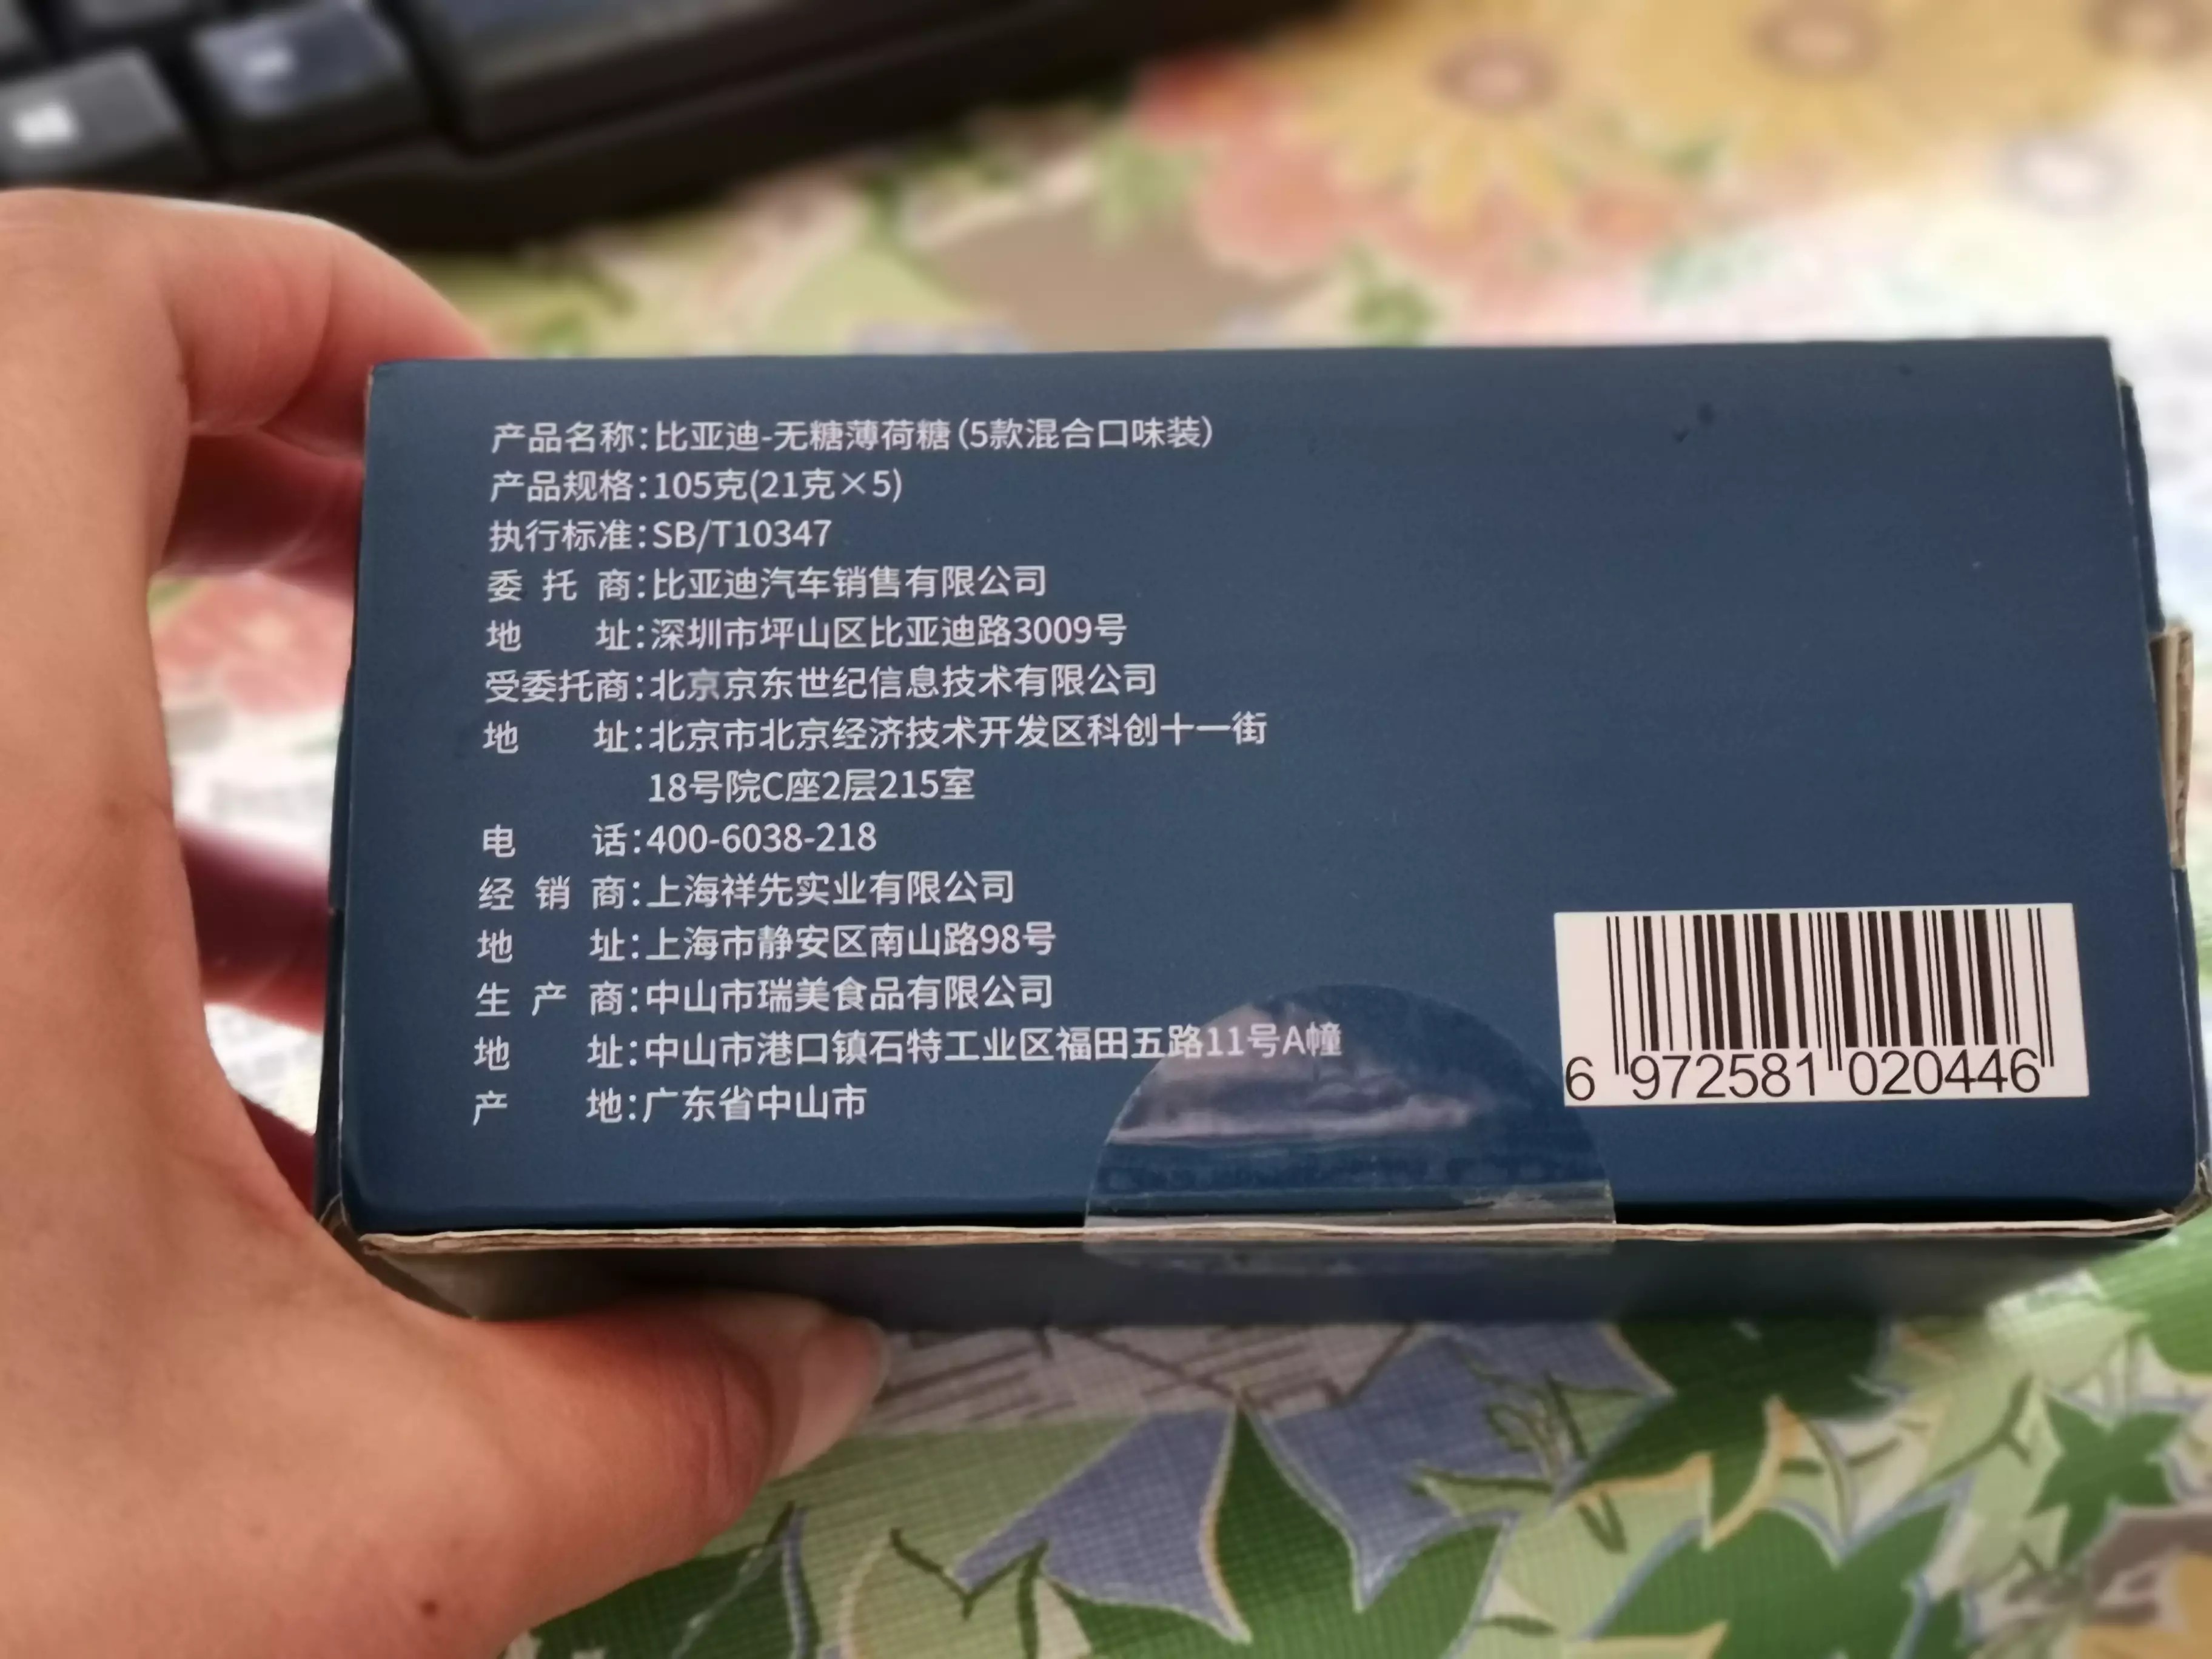 产品名称:比亚迪-无糖薄荷糖(5款混合口味装)
产品规格:105克(21克×5)
执行标准:SB/T10347
委托商:比亚迪汽车销售有限公司
地址:深圳市坪山区比亚迪路3009号
受委托商:北京京东世纪信息技术有限公司
地址:北京市北京经济技术开发区科创十一街
18号院C座2层215室
电话:400-6038-218
经销商:上海祥先实业有限公司
地址:上海市静安区南山路98号
生产商:中山市瑞美食品有限公司
地址:中山市港口镇石特工业区福田五路11号A幢
产地:广东省中山市
6 972581 020446